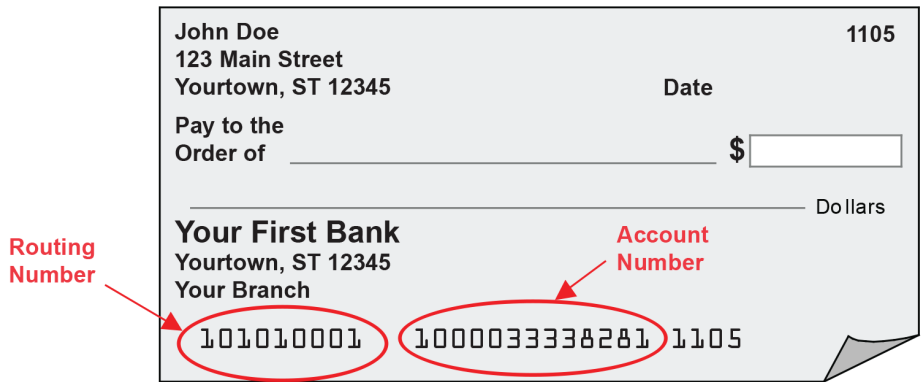 John Doe 1105
123 Main Street
Yourtown, ST 12345 Date
Pay to the
Order of $
Dollars
Your First Bank
Yourtown, ST 12345
Your Branch
Routing
Number
Account
Number
101010001 1000033338281 1105